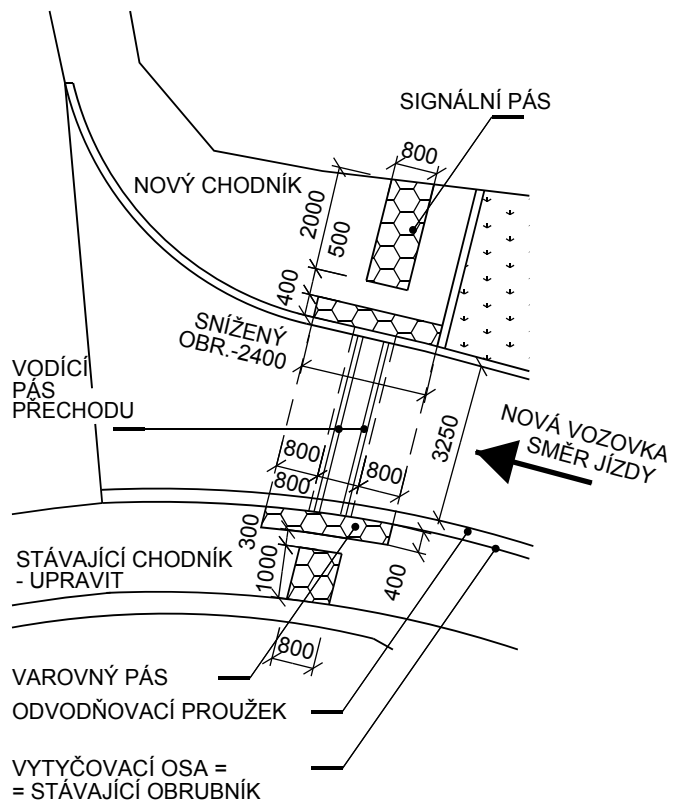 SIGNÁLNÍ PÁS
800
NOVÝ CHODNÍK
2000
500
400
SNÍŽENÝ
OBR.-2400
VODÍCÍ
PÁS
PŘECHODU
3250
NOVÁ VOZOVKA
SMĚR JÍZDY
800
800
800
300
STÁVAJÍCÍ CHODNÍK
- UPRAVIT
1000
400
800
VAROVNÝ PÁS
ODVODŇOVACÍ PROUŽEK
VYTYČOVACÍ OSA =
= STÁVAJÍCÍ OBRUBNÍK